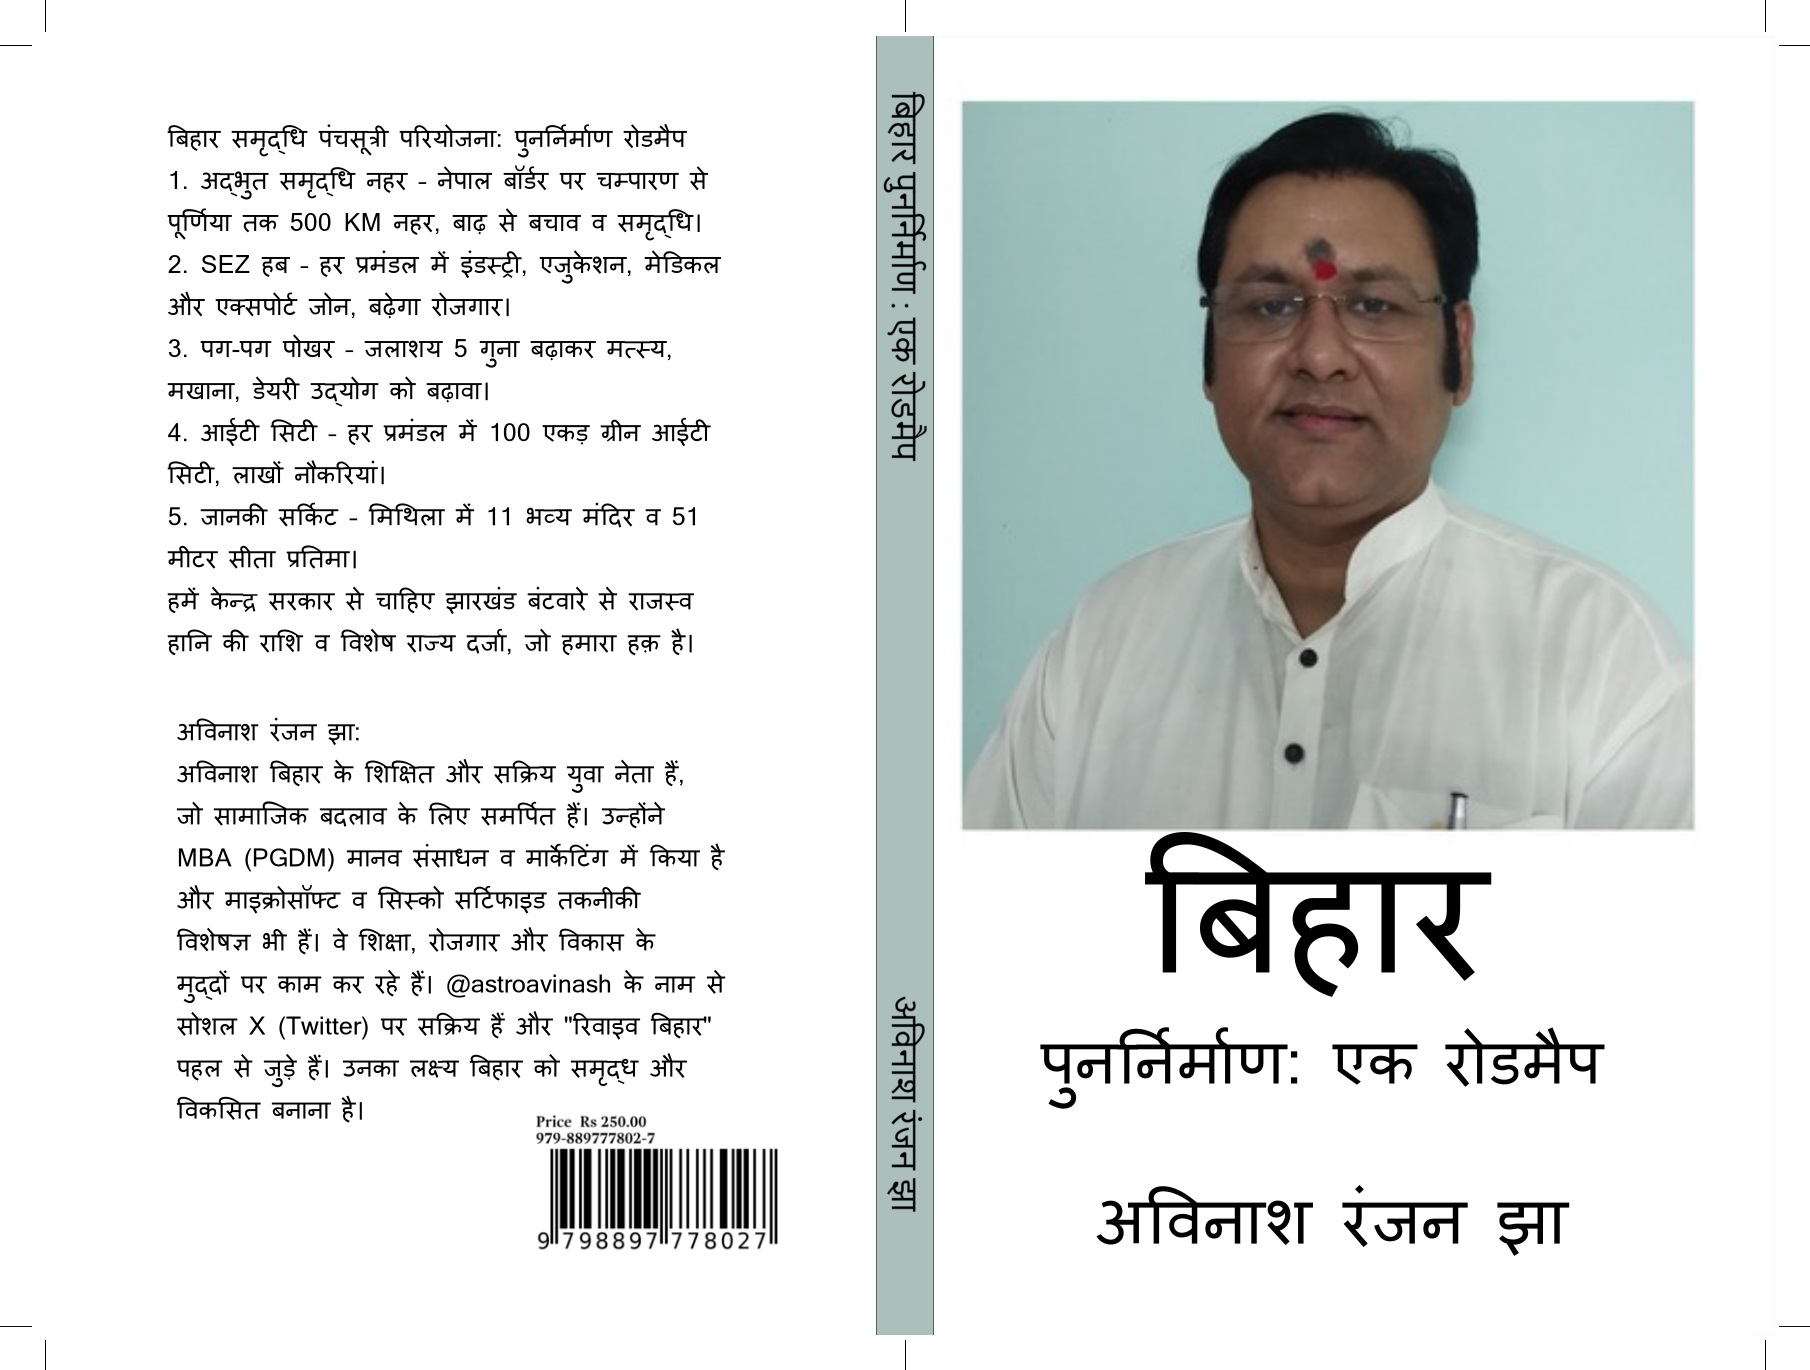 बिहार समृद्धि पंचसूत्री परियोजना: पुनर्निर्माण रोडमैप
1. अद्भुत समृद्धि नहर – नेपाल बॉर्डर पर चम्पारण से
पूर्णिया तक 500 KM नहर, बाढ़ से बचाव व समृद्धि।
2. SEZ हब – हर प्रमंडल में इंडस्ट्री, एजुकेशन, मेडिकल
और एक्सपोर्ट जोन, बढ़ेगा रोजगार।
3. पग-पग पोखर – जलाशय 5 गुना बढ़ाकर मत्स्य,
मखाना, डेयरी उद्योग को बढ़ावा।
4. आईटी सिटी – हर प्रमंडल में 100 एकड़ ग्रीन आईटी
सिटी, लाखों नौकरियां।
5. जानकी सर्किट – मिथिला में 11 भव्य मंदिर व 51
मीटर सीता प्रतिमा।
हमें केन्द्र सरकार से चाहिए झारखंड बंटवारे से राजस्व
हानि की राशि व विशेष राज्य दर्जा, जो हमारा हक़ है।
अविनाश रंजन झा:
अविनाश बिहार के शिक्षित और सक्रिय युवा नेता हैं,
जो सामाजिक बदलाव के लिए समर्पित हैं। उन्होंने
MBA (PGDM) मानव संसाधन व मार्केटिंग में किया है
और माइक्रोसॉफ्ट व सिस्को सर्टिफाइड तकनीकी
विशेषज्ञ भी हैं। वे शिक्षा, रोजगार और विकास के
मुद्दों पर काम कर रहे हैं। @astroavinash के नाम से
सोशल X (Twitter) पर सक्रिय हैं और "रिवाइव बिहार"
पहल से जुड़े हैं। उनका लक्ष्य बिहार को समृद्ध और
विकसित बनाना है।
Price Rs 250.00
979-889777802-7
9 798897 778027
बिहार पुनर्निर्माण : एक रोडमैप
अविनाश रंजन झा
बिहार
पुनर्निर्माण: एक रोडमैप
अविनाश रंजन झा